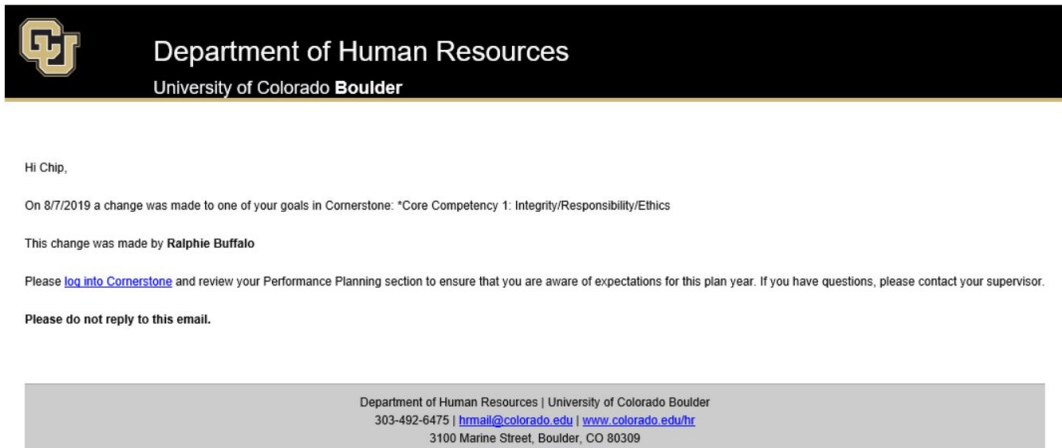 CU
Department of Human Resources
University of Colorado Boulder
Hi Chip,
On 8/7/2019 a change was made to one of your goals in Cornerstone: *Core Competency 1: Integrity/Responsibility/Ethics
This change was made by Ralphie Buffalo
Please log into Cornerstone and review your Performance Planning section to ensure that you are aware of expectations for this plan year. If you have questions, please contact your supervisor.
Please do not reply to this email.
Department of Human Resources | University of Colorado Boulder
303-492-6475 | hrmail@colorado.edu | www.colorado.edu/hr
3100 Marine Street, Boulder, CO 80309